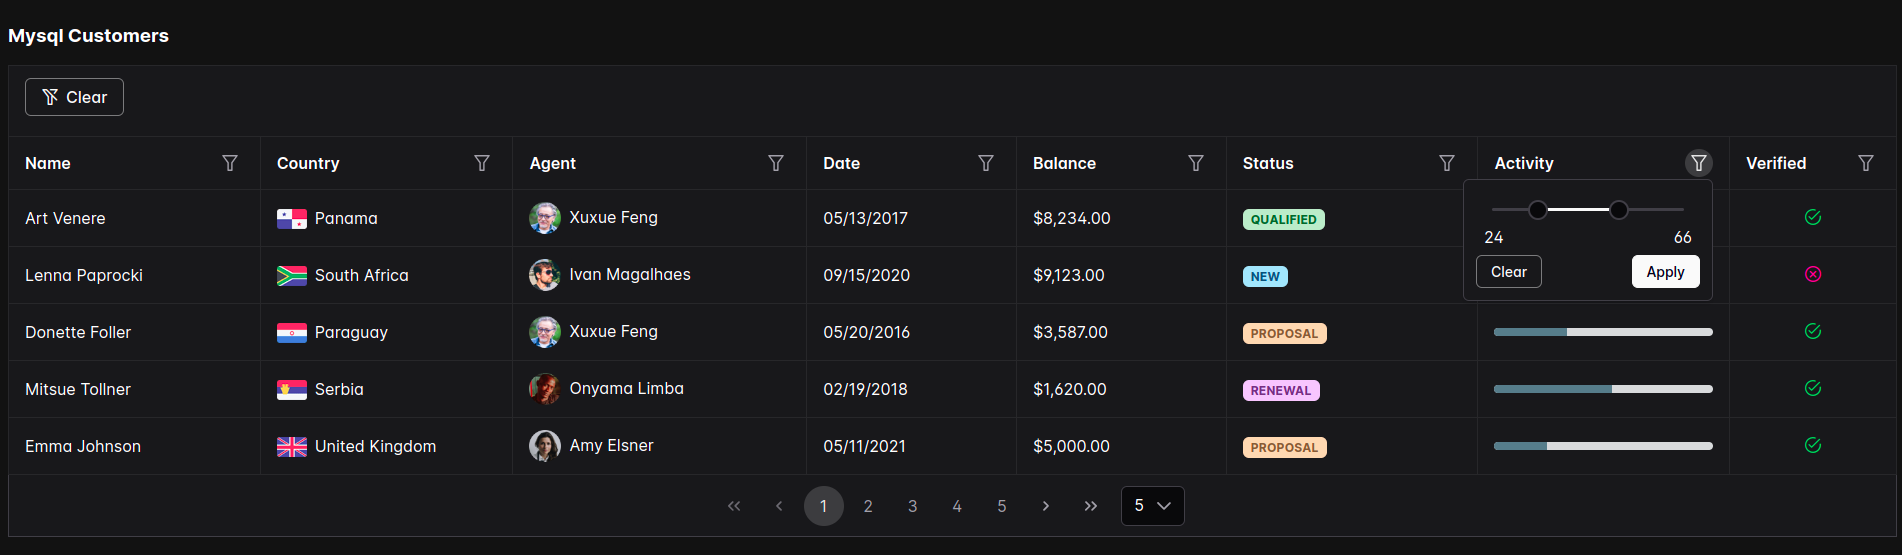 Mysql Customers
Clear
Name Country Agent Date Balance Status Activity Verified
Art Venere Panama Xuxue Feng 05/13/2017 $8,234.00 QUALIFIED
24 66
Lenna Paprocki South Africa Ivan Magalhaes 09/15/2020 $9,123.00 NEW Clear Apply
Donette Foller Paraguay Xuxue Feng 05/20/2016 $3,587.00 PROPOSAL
Mitsue Tollner Serbia Onyama Limba 02/19/2018 $1,620.00 RENEWAL
Emma Johnson United Kingdom Amy Elsner 05/11/2021 $5,000.00 PROPOSAL
1 2 3 4 5 5